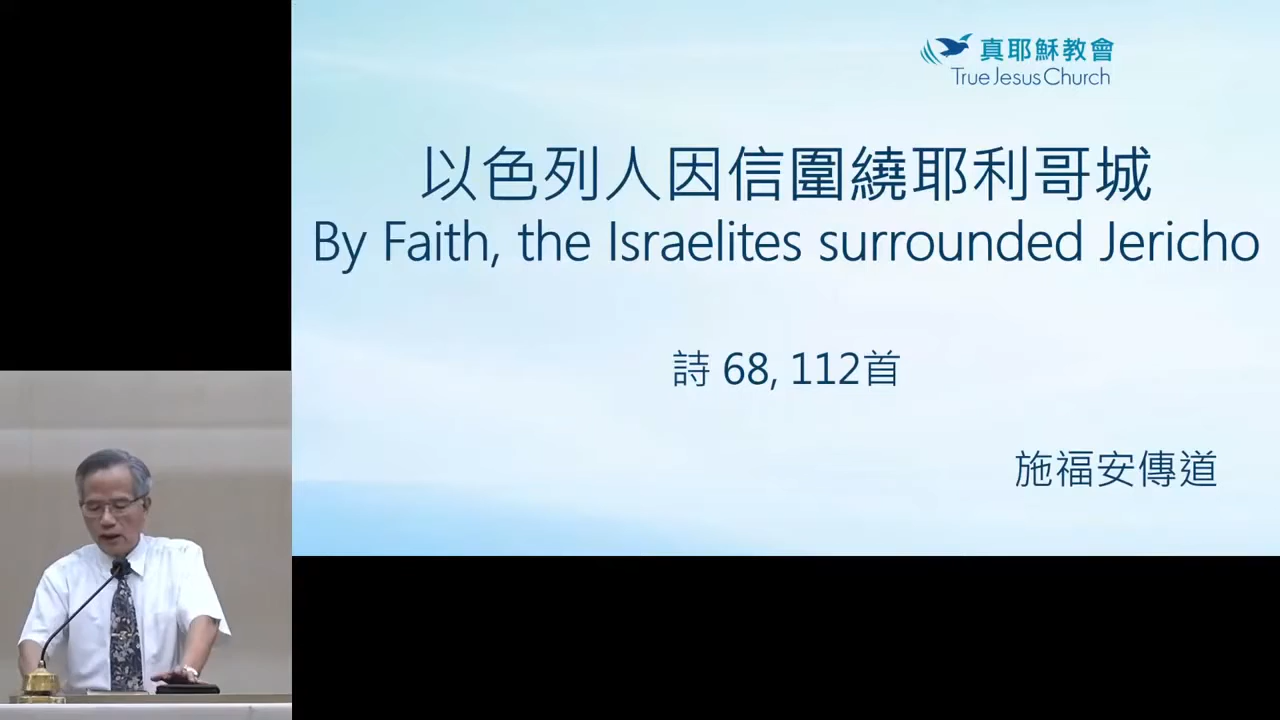 真耶穌教會
True Jesus Church
以色列人因信圍繞耶利哥城
By Faith, the Israelites surrounded Jericho
詩 68, 112首
施福安傳道